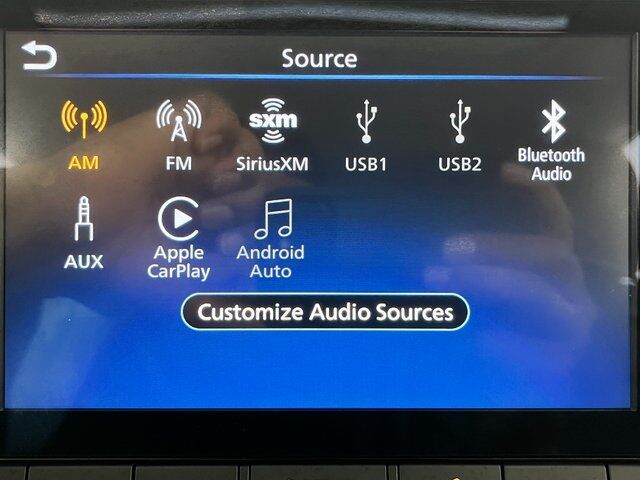 Source
AM
FM
sxm
SiriusXM
USB1
USB2
Bluetooth
Audio
AUX
Apple
CarPlay
Android
Auto
Customize Audio Sources